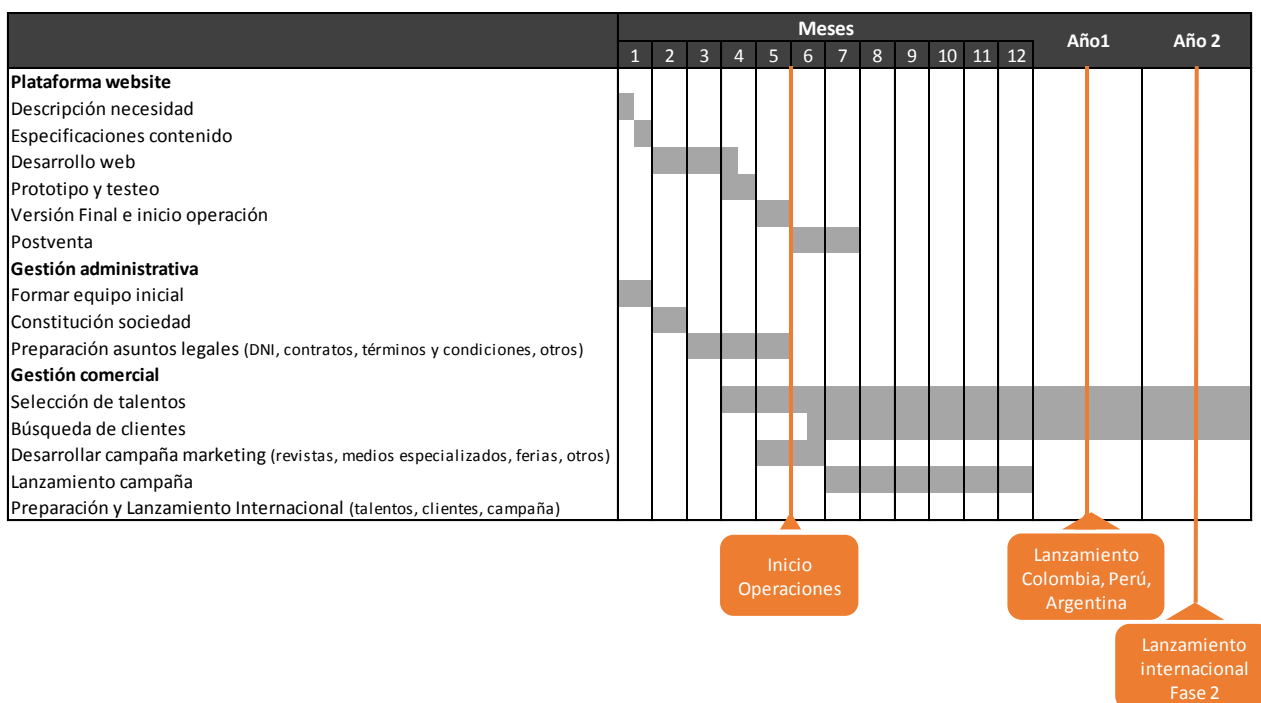 Meses
Año1
Año 2
1 2 3 4 5 6 7 8 9 10 11 12
Plataforma website
Descripción necesidad
Especificaciones contenido
Desarrollo web
Prototipo y testeo
Versión Final e inicio operación
Postventa
Gestión administrativa
Formar equipo inicial
Constitución sociedad
Preparación asuntos legales (DNI, contratos, términos y condiciones, otros)
Gestión comercial
Selección de talentos
Búsqueda de clientes
Desarrollar campaña marketing (revistas, medios especializados, ferias, otros)
Lanzamiento campaña
Preparación y Lanzamiento Internacional (talentos, clientes, campaña)
Inicio
Operaciones
Lanzamiento
Colombia, Perú,
Argentina
Lanzamiento
internacional
Fase 2